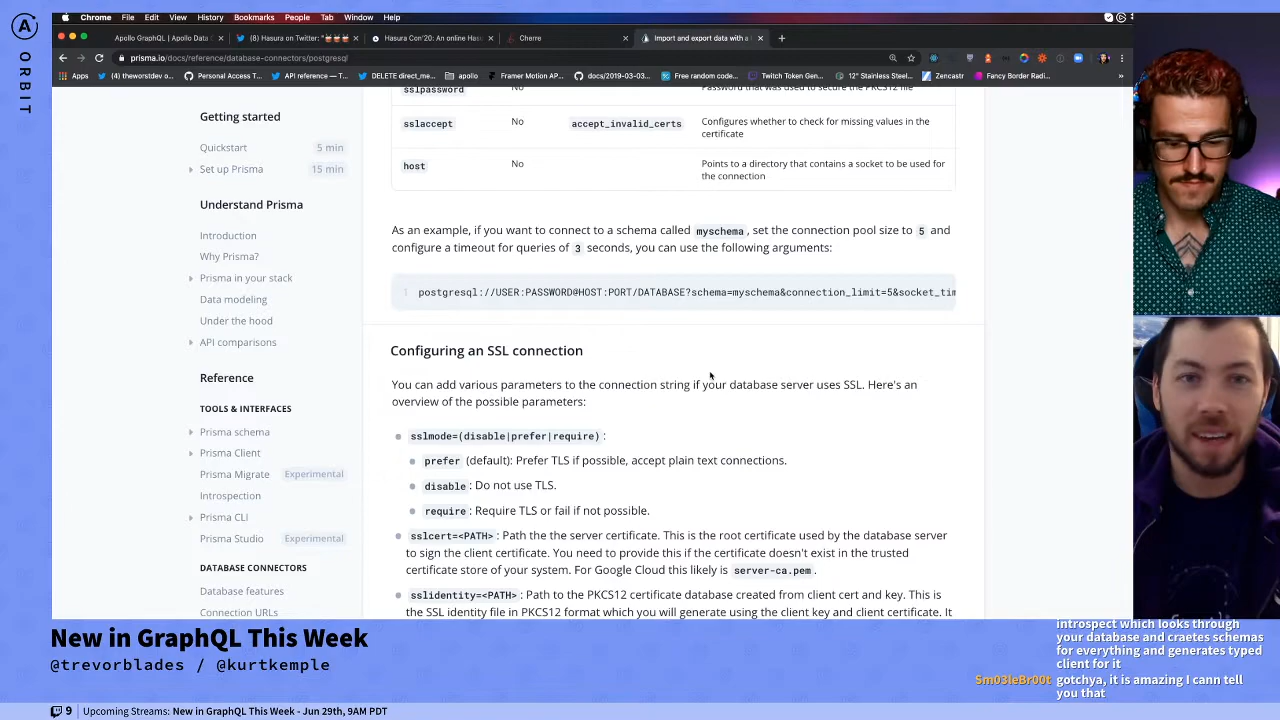 ORBIT
Chrome File Edit View History Bookmarks People Tab Window Help
Apollo GraphQL | Apollo Data G
(8) Hasura on Twitter: "
Hasura Con'20: An online Has
Cherre
Import and export data with a
prisma.io/docs/reference/database-connectors/postgresql
Apps
(4) theworstdev o
Personal Access T...
API reference — T...
DELETE direct_me...
apollo
Framer Motion AP...
docs/2019-03-03...
Free random code...
Twitch Token Gen...
12" Stainless Steel...
Zencastr
Fancy Border Radi...
Getting started
Quickstart 5 min
Set up Prisma 15 min
Understand Prisma
Introduction
Why Prisma?
Prisma in your stack
Data modeling
Under the hood
API comparisons
Reference
TOOLS & INTERFACES
Prisma schema
Prisma Client
Prisma Migrate Experimental
Introspection
Prisma CLI
Prisma Studio Experimental
DATABASE CONNECTORS
Database features
Connection URLs
sslpassword No Password that was used to secure the PKCS12 file
sslaccept No accept_invalid_certs Configures whether to check for missing values in the
certificate
host No Points to a directory that contains a socket to be used for
the connection
As an example, if you want to connect to a schema called myschema, set the connection pool size to 5 and
configure a timeout for queries of 3 seconds, you can use the following arguments:
1 postgresql://USER:PASSWORD@HOST:PORT/DATABASE?schema=myschema&connection_limit=5&socket_tim
Configuring an SSL connection
You can add various parameters to the connection string if your database server uses SSL. Here's an
overview of the possible parameters:
sslmode=(disable|prefer|require) :
prefer (default): Prefer TLS if possible, accept plain text connections.
disable : Do not use TLS.
require : Require TLS or fail if not possible.
sslcert=<PATH> : Path the the server certificate. This is the root certificate used by the database server
to sign the client certificate. You need to provide this if the certificate doesn't exist in the trusted
certificate store of your system. For Google Cloud this likely is server-ca.pem .
sslidentity=<PATH> : Path to the PKCS12 certificate database created from client cert and key. This is
the SSL identity file in PKCS12 format which you will generate using the client key and client certificate. It
New in GraphQL This Week
@trevorblades / @kurtkemple
introspect which looks through
your database and craetes schemas
for everything and generates typed
client for it
Sm03leBr00t gotchya, it is amazing I cann tell
you that
9 Upcoming Streams: New in GraphQL This Week - Jun 29th, 9AM PDT